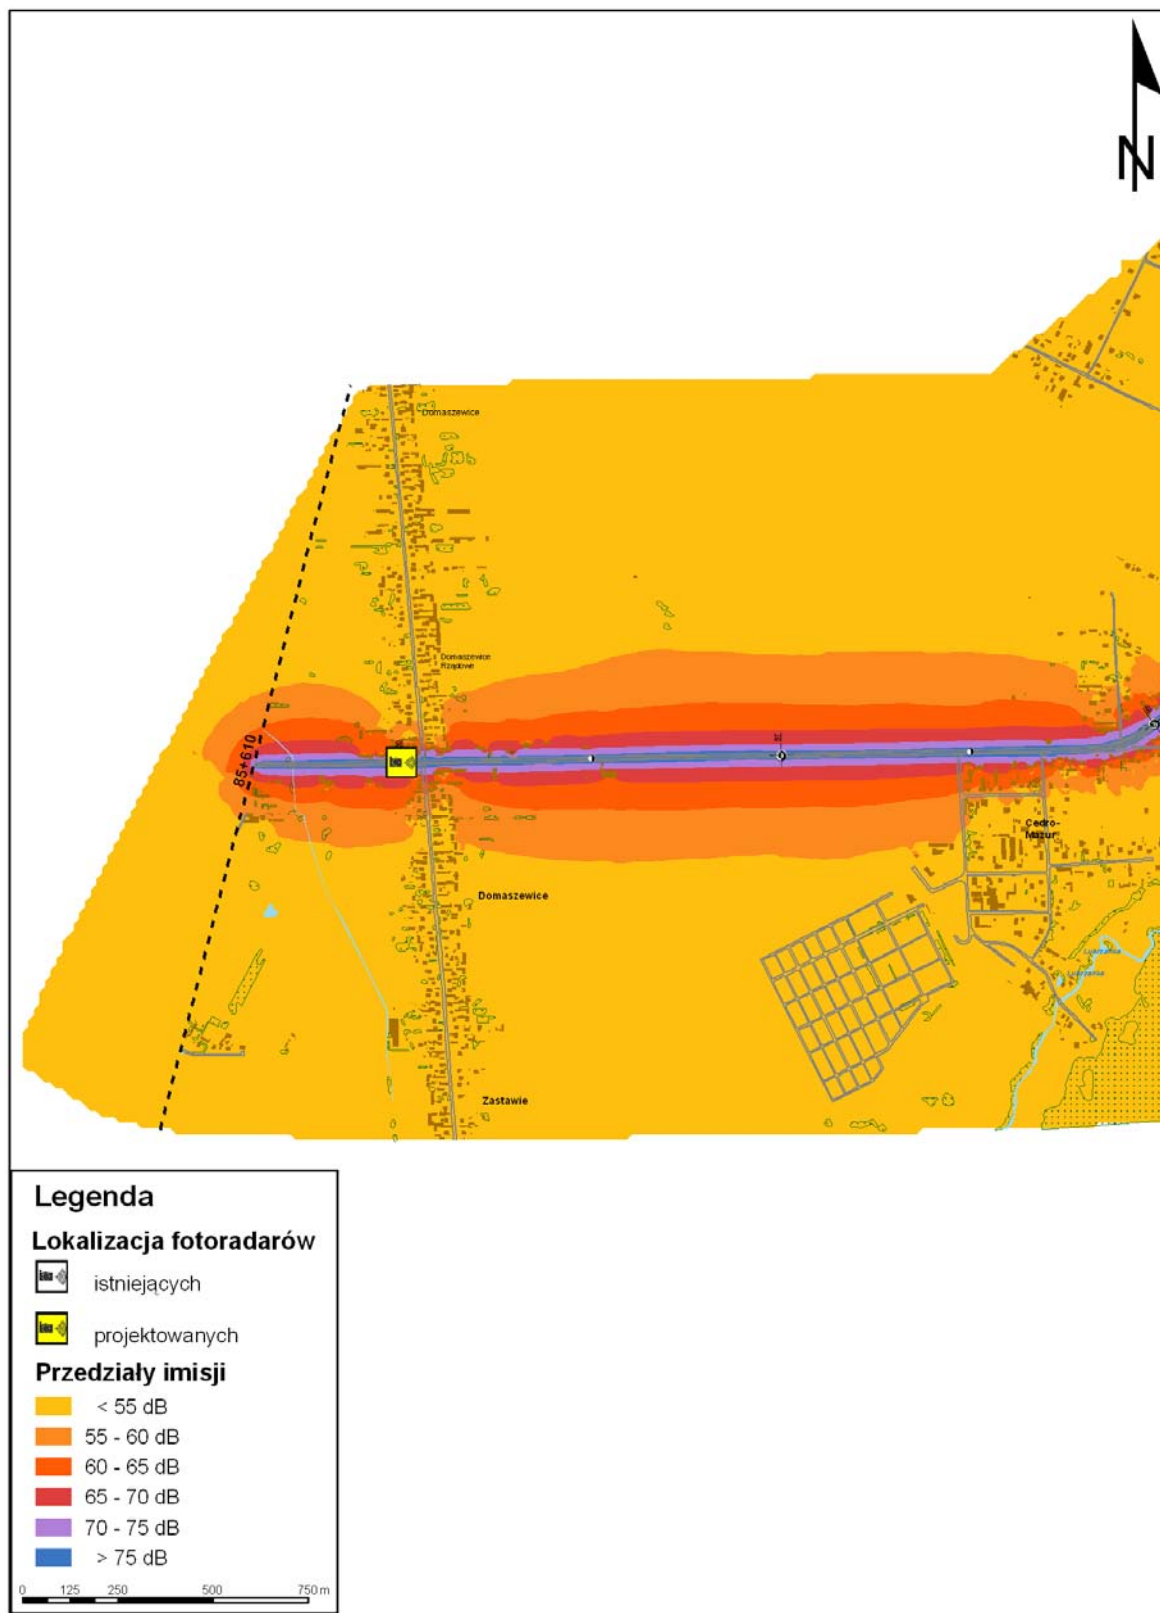 N
Domaszewice
Domaszewice
Rządowe
85+610
Cedro-
Mazur
Domaszewice
Lubrzanka
Zastawie
Legenda
Lokalizacja fotoradarów
istniejących
projektowanych
Przedziały imisji
< 55 dB
55 - 60 dB
60 - 65 dB
65 - 70 dB
70 - 75 dB
> 75 dB
0 125 250 500 750 m